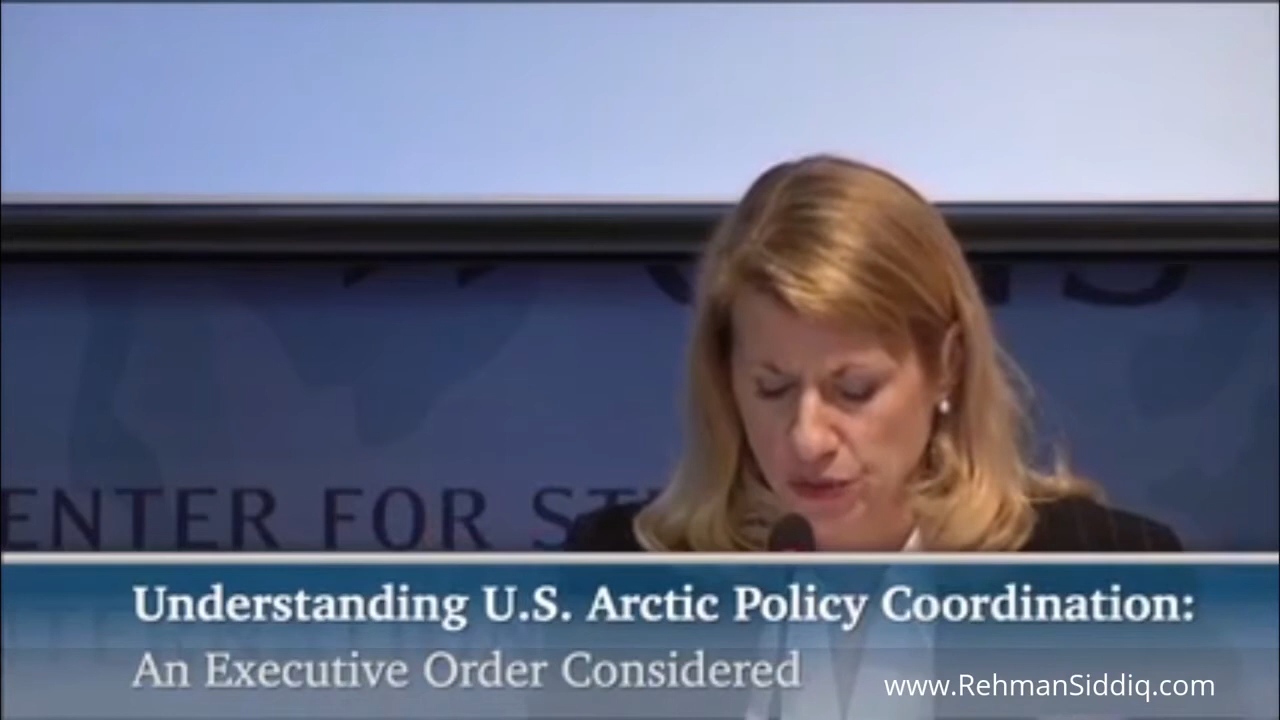 ENTER FOR ST
Understanding U.S. Arctic Policy Coordination:
An Executive Order Considered
www.RehmanSiddiq.com